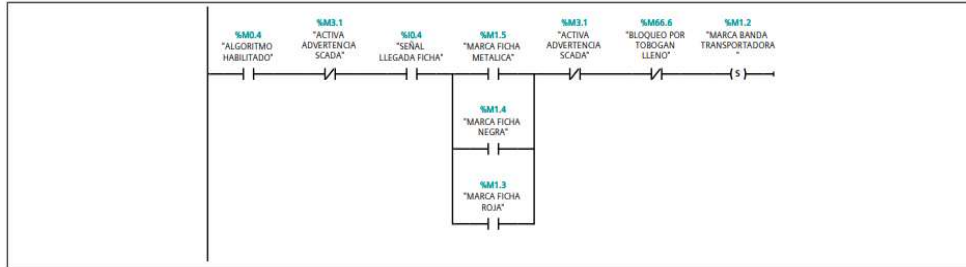 %M0.4
"ALGORITMO
HABILITADO"
%M3.1
"ACTIVA
ADVERTENCIA
SCADA"
%I0.4
"SEÑAL
LLEGADA FICHA"
%M1.5
"MARCA FICHA
METALICA"
%M3.1
"ACTIVA
ADVERTENCIA
SCADA"
%M66.6
"BLOQUEO POR
TOBOGAN
LLENO"
%M1.2
"MARCA BANDA
TRANSPORTADORA
"
S
%M1.4
"MARCA FICHA
NEGRA"
%M1.3
"MARCA FICHA
ROJA"